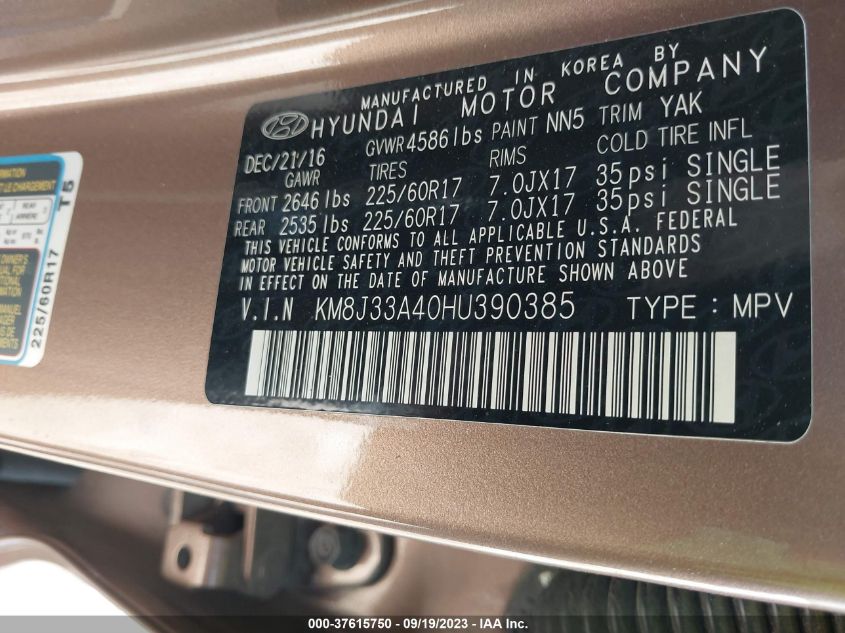 MANUFACTURED IN KOREA BY
HYUNDAI MOTOR COMPANY
DEC/21/16 GVWR 4586lbs PAINT NN5 TRIM YAK
GAWR TIRES RIMS COLD TIRE INFL
FRONT 2646 lbs 225/60R17 7.0JX17 35psi SINGLE
REAR 2535 lbs 225/60R17 7.0JX17 35psi SINGLE
THIS VEHICLE CONFORMS TO ALL APPLICABLE U.S.A. FEDERAL
MOTOR VEHICLE SAFETY AND THEFT PREVENTION STANDARDS
IN EFFECT ON THE DATE OF MANUFACTURE SHOWN ABOVE
V.I.N KM8J33A40HU390385 TYPE : MPV
T5
225/60R17
000-37615750 - 09/19/2023 - IAA Inc.